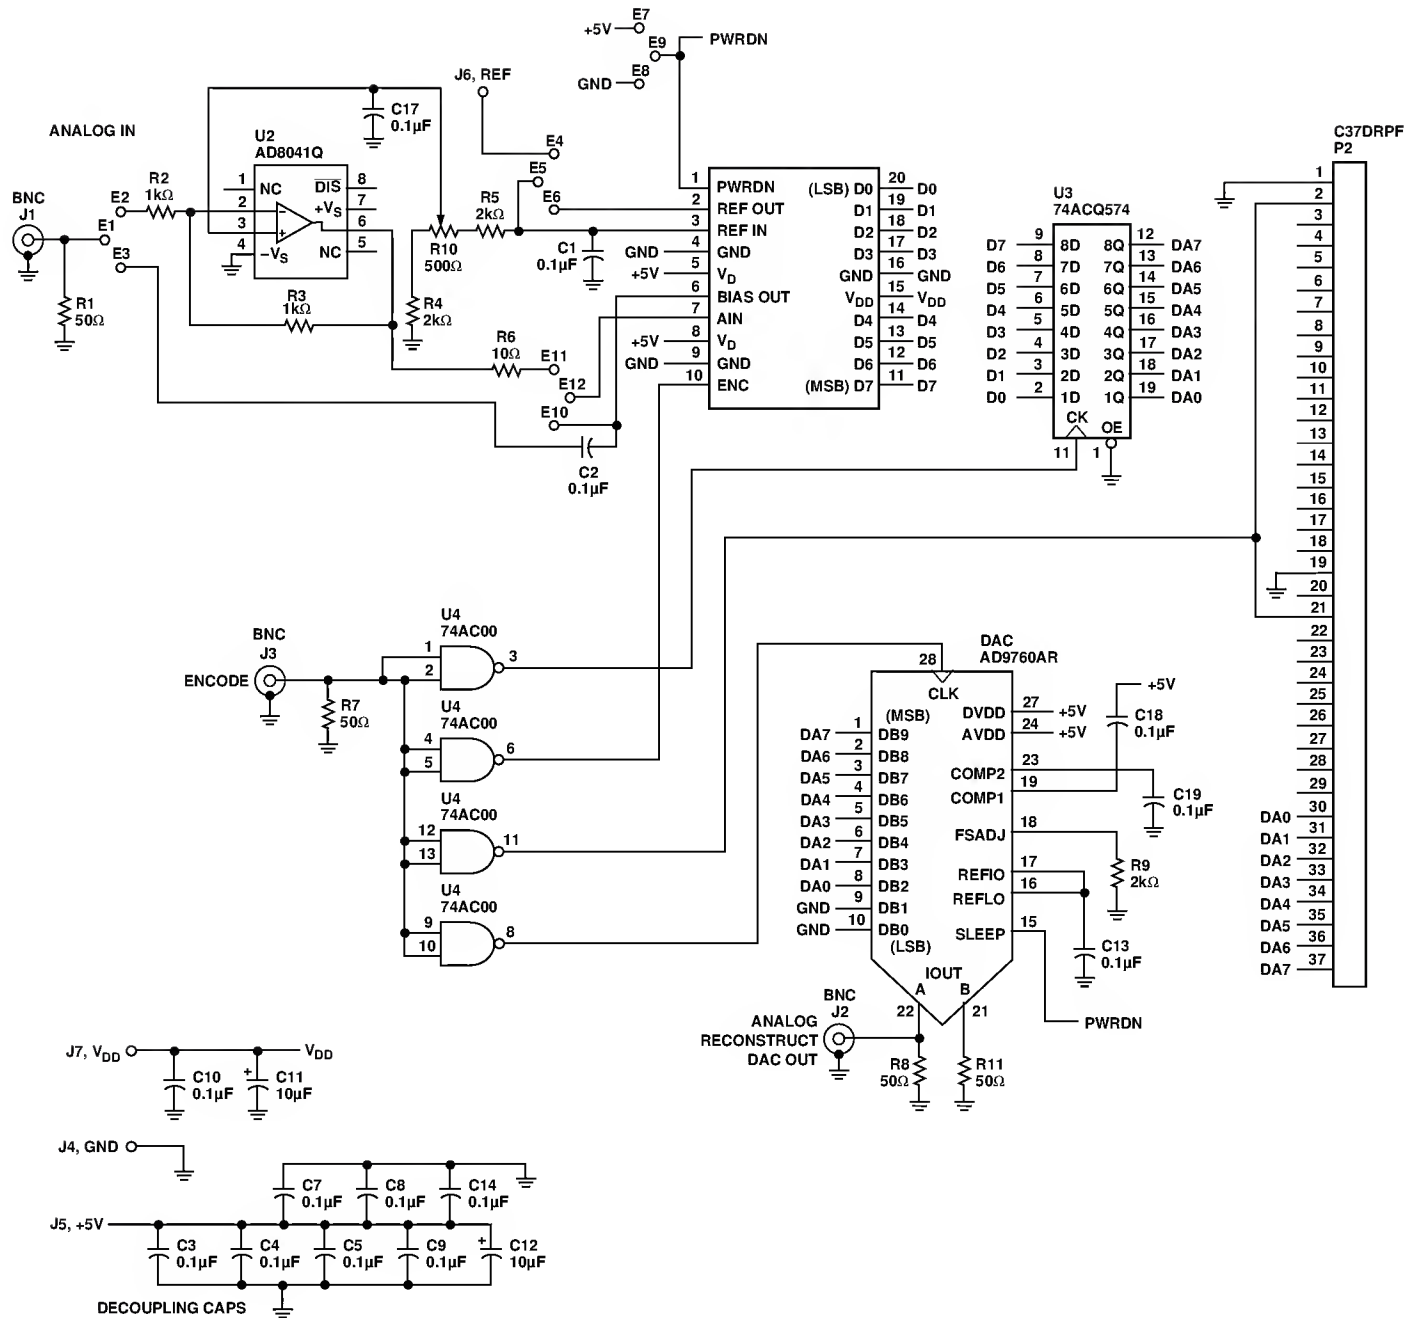 E7
+5V
E9
PWRDN
E8
GND
J6, REF
C17
0.1µF
ANALOG IN
U2
AD8041Q
R2
1kΩ
BNC
J1
E2
E1
E3
R1
50Ω
1 NC DIS 8
2 − +VS 7
3 + 6
4 −VS NC 5
R3
1kΩ
R10
500Ω
R4
2kΩ
R5
2kΩ
E4
E5
E6
C1
0.1µF
R6
10Ω
E11
E12
E10
C2
0.1µF
1 PWRDN (LSB) D0 20 D0
2 REF OUT D1 19 D1
3 REF IN D2 18 D2
GND 4 GND D3 17 D3
+5V 5 VD GND 16 GND
6 BIAS OUT VDD 15 VDD
7 AIN D4 14 D4
+5V 8 VD D5 13 D5
GND 9 GND D6 12 D6
10 ENC (MSB) D7 11 D7
U3
74ACQ574
D7 9 8D 8Q 12 DA7
D6 8 7D 7Q 13 DA6
D5 7 6D 6Q 14 DA5
D4 6 5D 5Q 15 DA4
D3 5 4D 4Q 16 DA3
D2 4 3D 3Q 17 DA2
D1 3 2D 2Q 18 DA1
D0 2 1D 1Q 19 DA0
CK OE
11 1
C37DRPF
P2
1
2
3
4
5
6
7
8
9
10
11
12
13
14
15
16
17
18
19
20
21
22
23
24
25
26
27
28
29
DA0 30
DA1 31
DA2 32
DA3 33
DA4 34
DA5 35
DA6 36
DA7 37
BNC
J3
ENCODE
R7
50Ω
U4
74AC00
1
2
3
U4
74AC00
4
5
6
U4
74AC00
12
13
11
U4
74AC00
9
10
8
DAC
AD9760AR
28
CLK
(MSB)
DA7 1 DB9
DA6 2 DB8
DA5 3 DB7
DA4 4 DB6
DA3 5 DB5
DA2 6 DB4
DA1 7 DB3
DA0 8 DB2
GND 9 DB1
GND 10 DB0
(LSB)
DVDD 27 +5V
AVDD 24 +5V
COMP2 23
COMP1 19
FSADJ 18
REFIO 17
REFLO 16
SLEEP 15
IOUT
A B
22 21
+5V
C18
0.1µF
C19
0.1µF
R9
2kΩ
C13
0.1µF
PWRDN
BNC
J2
ANALOG
RECONSTRUCT
DAC OUT
R8
50Ω
R11
50Ω
J7, VDD VDD
C10
0.1µF
+
C11
10µF
J4, GND
C7
0.1µF
C8
0.1µF
C14
0.1µF
J5, +5V
C3
0.1µF
C4
0.1µF
C5
0.1µF
C9
0.1µF
+
C12
10µF
DECOUPLING CAPS